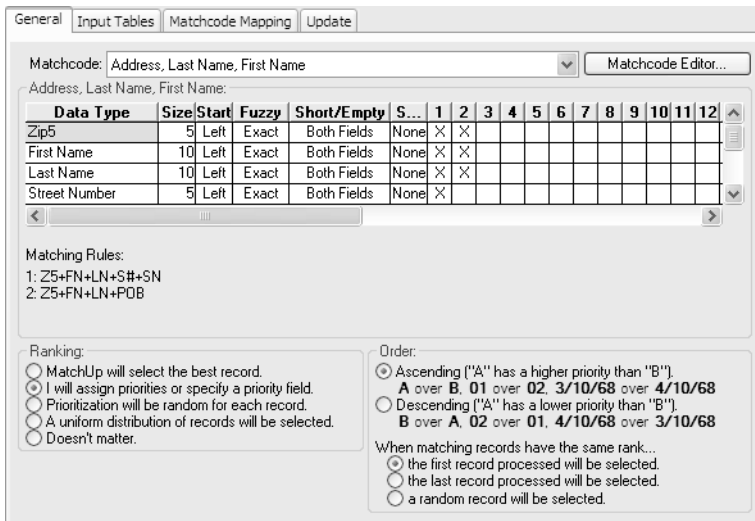 General Input Tables Matchcode Mapping Update
Matchcode: Address, Last Name, First Name Matchcode Editor...
Address, Last Name, First Name:
Data Type Size Start Fuzzy Short/Empty S... 1 2 3 4 5 6 7 8 9 10 11 12
Zip5 5 Left Exact Both Fields None X X
First Name 10 Left Exact Both Fields None X X
Last Name 10 Left Exact Both Fields None X X
Street Number 5 Left Exact Both Fields None X
Matching Rules:
1: Z5+FN+LN+S#+SN
2: Z5+FN+LN+POB
Ranking:
MatchUp will select the best record.
I will assign priorities or specify a priority field.
Prioritization will be random for each record.
A uniform distribution of records will be selected.
Doesn't matter.
Order:
Ascending ("A" has a higher priority than "B").
A over B, 01 over 02, 3/10/68 over 4/10/68
Descending ("A" has a lower priority than "B").
B over A, 02 over 01, 4/10/68 over 3/10/68
When matching records have the same rank...
the first record processed will be selected.
the last record processed will be selected.
a random record will be selected.